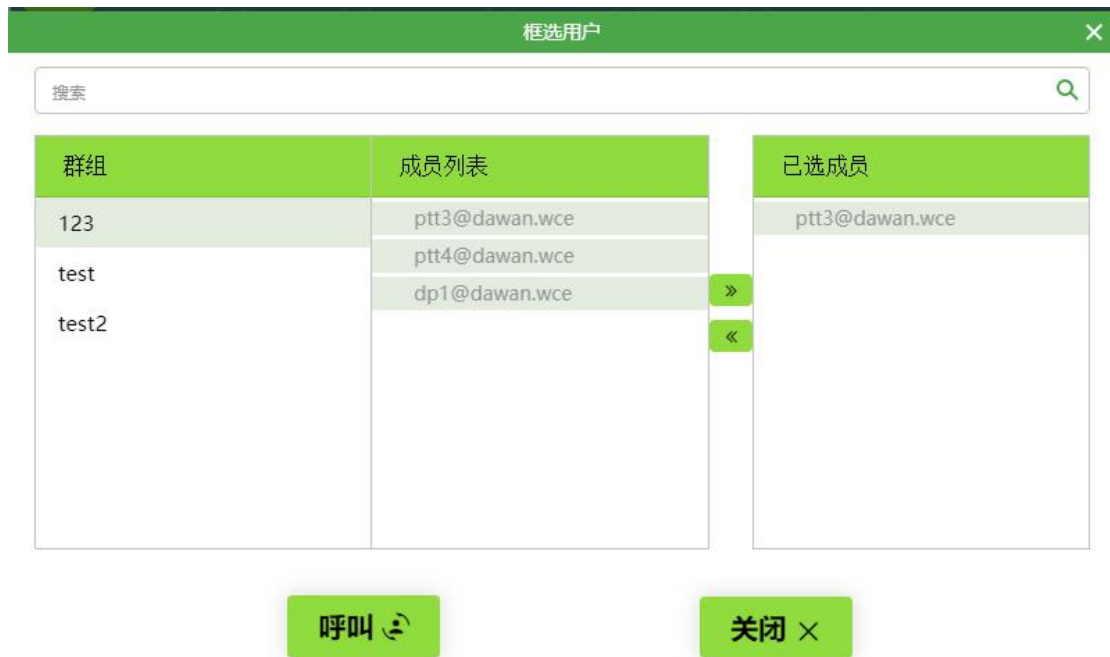 框选用户
搜索
群组
123
test
test2
成员列表
ptt3@dawan.wce
ptt4@dawan.wce
dp1@dawan.wce
已选成员
ptt3@dawan.wce
呼叫
关闭